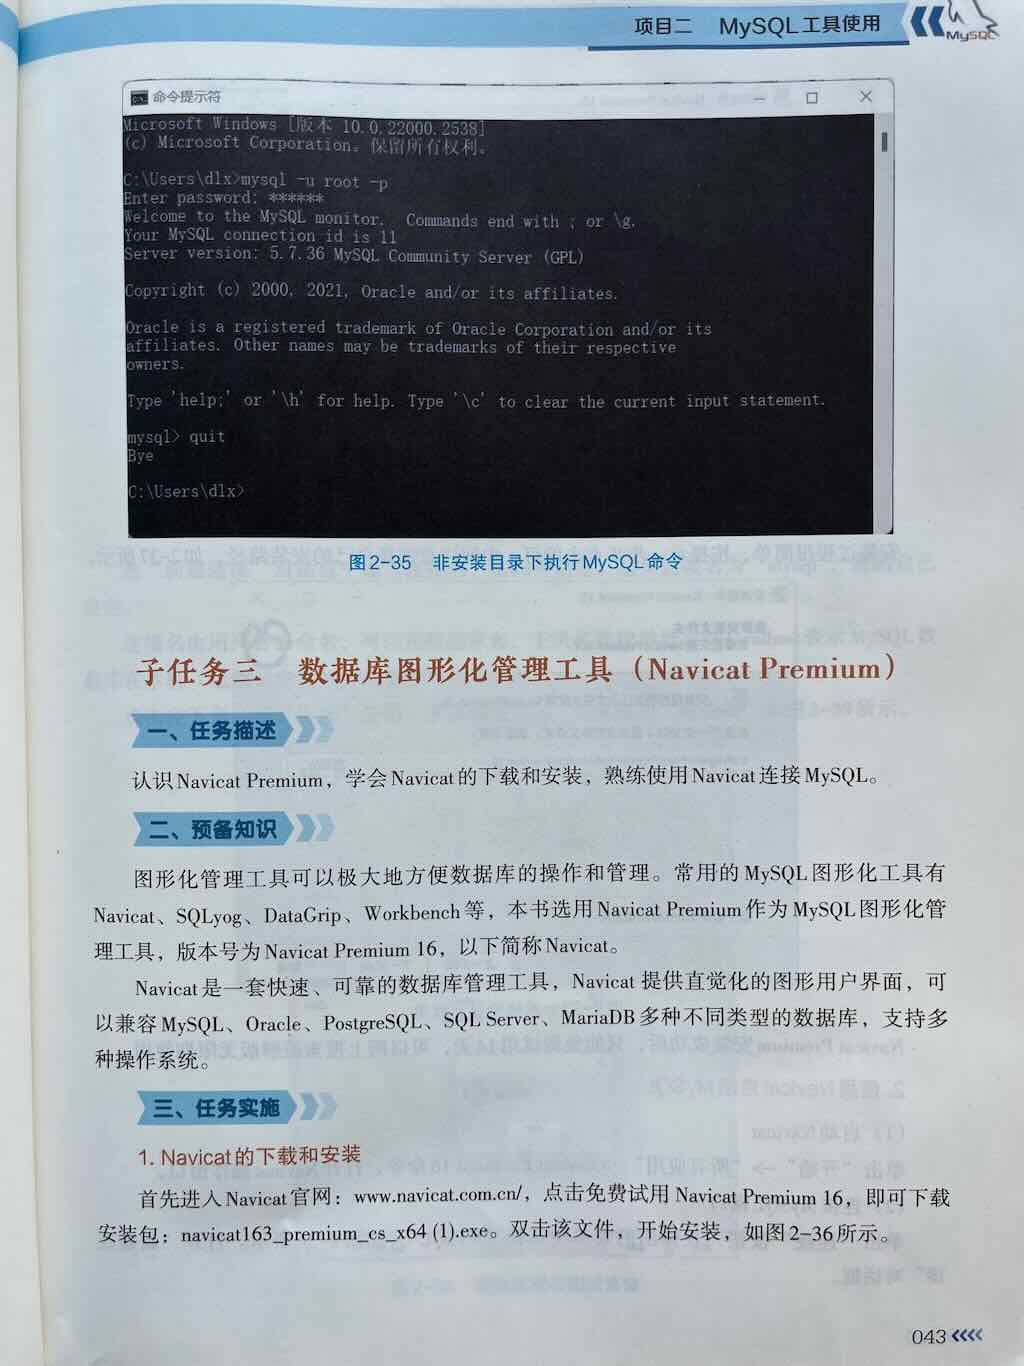 项目二 MySQL工具使用
MySQL
命令提示符
Microsoft Windows [版本 10.0.22000.2538]
(c) Microsoft Corporation。保留所有权利。
C:\Users\dlx>mysql -u root -p
Enter password: ******
Welcome to the MySQL monitor.  Commands end with ; or \g.
Your MySQL connection id is 11
Server version: 5.7.36 MySQL Community Server (GPL)
Copyright (c) 2000, 2021, Oracle and/or its affiliates.
Oracle is a registered trademark of Oracle Corporation and/or its
affiliates. Other names may be trademarks of their respective
owners.
Type 'help;' or '\h' for help. Type '\c' to clear the current input statement.
mysql> quit
Bye
C:\Users\dlx>
图2-35 非安装目录下执行MySQL命令
子任务三 数据库图形化管理工具（Navicat Premium）
一、任务描述
认识Navicat Premium，学会Navicat的下载和安装，熟练使用Navicat连接MySQL。
二、预备知识
图形化管理工具可以极大地方便数据库的操作和管理。常用的MySQL图形化工具有
Navicat、SQLyog、DataGrip、Workbench等，本书选用Navicat Premium作为MySQL图形化管
理工具，版本号为Navicat Premium 16，以下简称Navicat。
Navicat是一套快速、可靠的数据库管理工具，Navicat 提供直觉化的图形用户界面，可
以兼容MySQL、Oracle、PostgreSQL、SQL Server、MariaDB多种不同类型的数据库，支持多
种操作系统。
三、任务实施
1. Navicat的下载和安装
首先进入Navicat官网：www.navicat.com.cn/，点击免费试用 Navicat Premium 16，即可下载
安装包：navicat163_premium_cs_x64 (1).exe。双击该文件，开始安装，如图2-36所示。
043